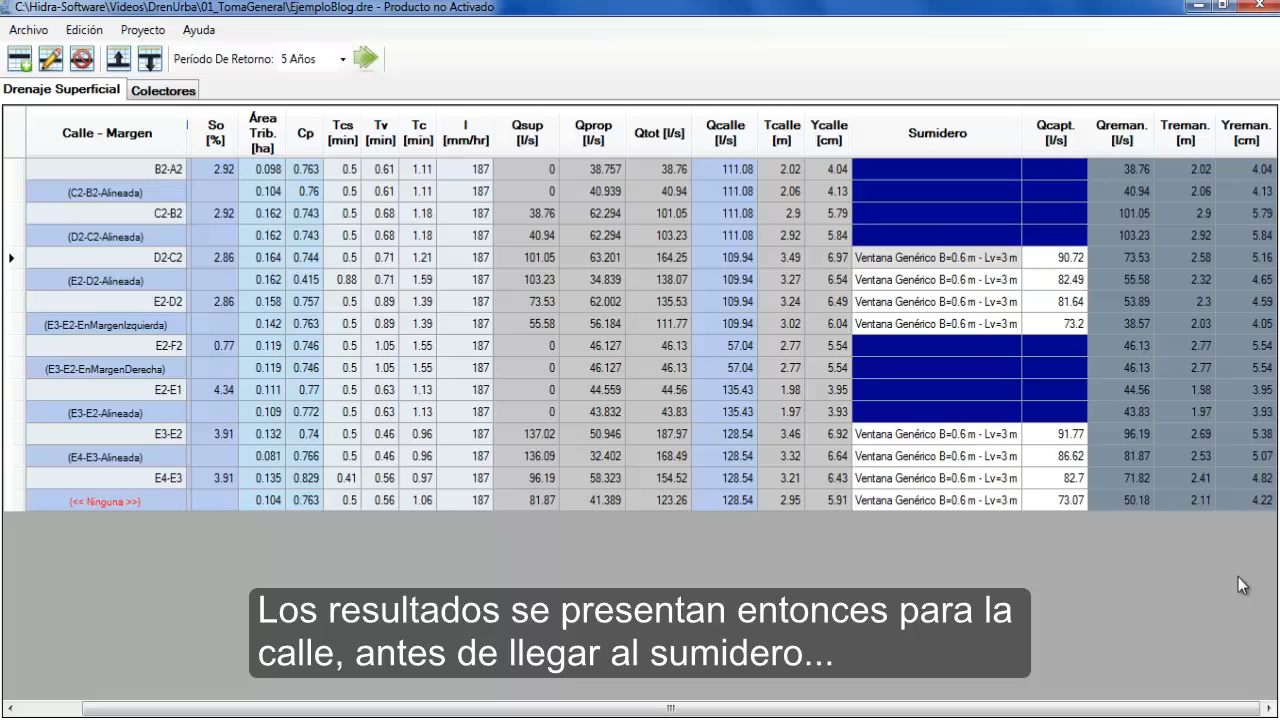 C:\Hidra-Software\Videos\DrenUrba\01_TomaGeneral\EjemploBlog.dre - Producto no Activado
Archivo Edición Proyecto Ayuda
Período De Retorno: 5 Años
Drenaje Superficial Colectores
Calle - Margen So [%] Área Trib. [ha] Cp Tcs [min] Tv [min] Tc [min] I [mm/hr] Qsup [l/s] Qprop [l/s] Qtot [l/s] Qcalle [l/s] Tcalle [m] Ycalle [cm] Sumidero Qcapt. [l/s] Qreman. [l/s] Treman. [m] Yreman. [cm]
B2-A2 2.92 0.098 0.763 0.5 0.61 1.11 187 0 38.757 38.76 111.08 2.02 4.04 38.76 2.02 4.04
(C2-B2-Alineada) 0.104 0.76 0.5 0.61 1.11 187 0 40.939 40.94 111.08 2.06 4.13 40.94 2.06 4.13
C2-B2 2.92 0.162 0.743 0.5 0.68 1.18 187 38.76 62.294 101.05 111.08 2.9 5.79 101.05 2.9 5.79
(D2-C2-Alineada) 0.162 0.743 0.5 0.68 1.18 187 40.94 62.294 103.23 111.08 2.92 5.84 103.23 2.92 5.84
D2-C2 2.86 0.164 0.744 0.5 0.71 1.21 187 101.05 63.201 164.25 109.94 3.49 6.97 Ventana Genérico B=0.6 m - Lv=3 m 90.72 73.53 2.58 5.16
(E2-D2-Alineada) 0.162 0.415 0.88 0.71 1.59 187 103.23 34.839 138.07 109.94 3.27 6.54 Ventana Genérico B=0.6 m - Lv=3 m 82.49 55.58 2.32 4.65
E2-D2 2.86 0.158 0.757 0.5 0.89 1.39 187 73.53 62.002 135.53 109.94 3.24 6.49 Ventana Genérico B=0.6 m - Lv=3 m 81.64 53.89 2.3 4.59
(E3-E2-EnMargenIzquierda) 0.142 0.763 0.5 0.89 1.39 187 55.58 56.184 111.77 109.94 3.02 6.04 Ventana Genérico B=0.6 m - Lv=3 m 73.2 38.57 2.03 4.05
E2-F2 0.77 0.119 0.746 0.5 1.05 1.55 187 0 46.127 46.13 57.04 2.77 5.54 46.13 2.77 5.54
(E3-E2-EnMargenDerecha) 0.119 0.746 0.5 1.05 1.55 187 0 46.127 46.13 57.04 2.77 5.54 46.13 2.77 5.54
E2-E1 4.34 0.111 0.77 0.5 0.63 1.13 187 0 44.559 44.56 135.43 1.98 3.95 44.56 1.98 3.95
(E3-E2-Alineada) 0.109 0.772 0.5 0.63 1.13 187 0 43.832 43.83 135.43 1.97 3.93 43.83 1.97 3.93
E3-E2 3.91 0.132 0.74 0.5 0.46 0.96 187 137.02 50.946 187.97 128.54 3.46 6.92 Ventana Genérico B=0.6 m - Lv=3 m 91.77 96.19 2.69 5.38
(E4-E3-Alineada) 0.081 0.766 0.5 0.46 0.96 187 136.09 32.402 168.49 128.54 3.32 6.64 Ventana Genérico B=0.6 m - Lv=3 m 86.62 81.87 2.53 5.07
E4-E3 3.91 0.135 0.829 0.41 0.56 0.97 187 96.19 58.323 154.52 128.54 3.21 6.43 Ventana Genérico B=0.6 m - Lv=3 m 82.7 71.82 2.41 4.82
(<< Ninguna >>) 0.104 0.763 0.5 0.56 1.06 187 81.87 41.389 123.26 128.54 2.95 5.91 Ventana Genérico B=0.6 m - Lv=3 m 73.07 50.18 2.11 4.22
Los resultados se presentan entonces para la
calle, antes de llegar al sumidero...